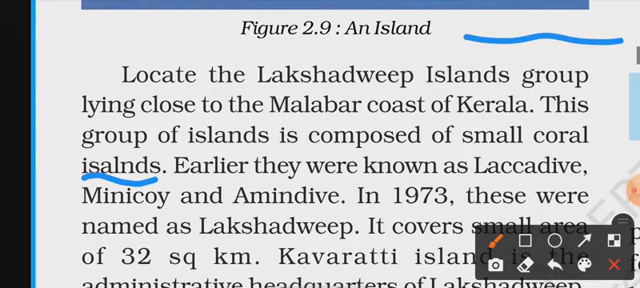 Figure 2.9 : An Island
Locate the Lakshadweep Islands group
lying close to the Malabar coast of Kerala. This
group of islands is composed of small coral
isalnds. Earlier they were known as Laccadive,
Minicoy and Amindive. In 1973, these were
named as Lakshadweep. It covers small area
of 32 sq km. Kavaratti island is the
administrative headquarters of Lakshadweep.